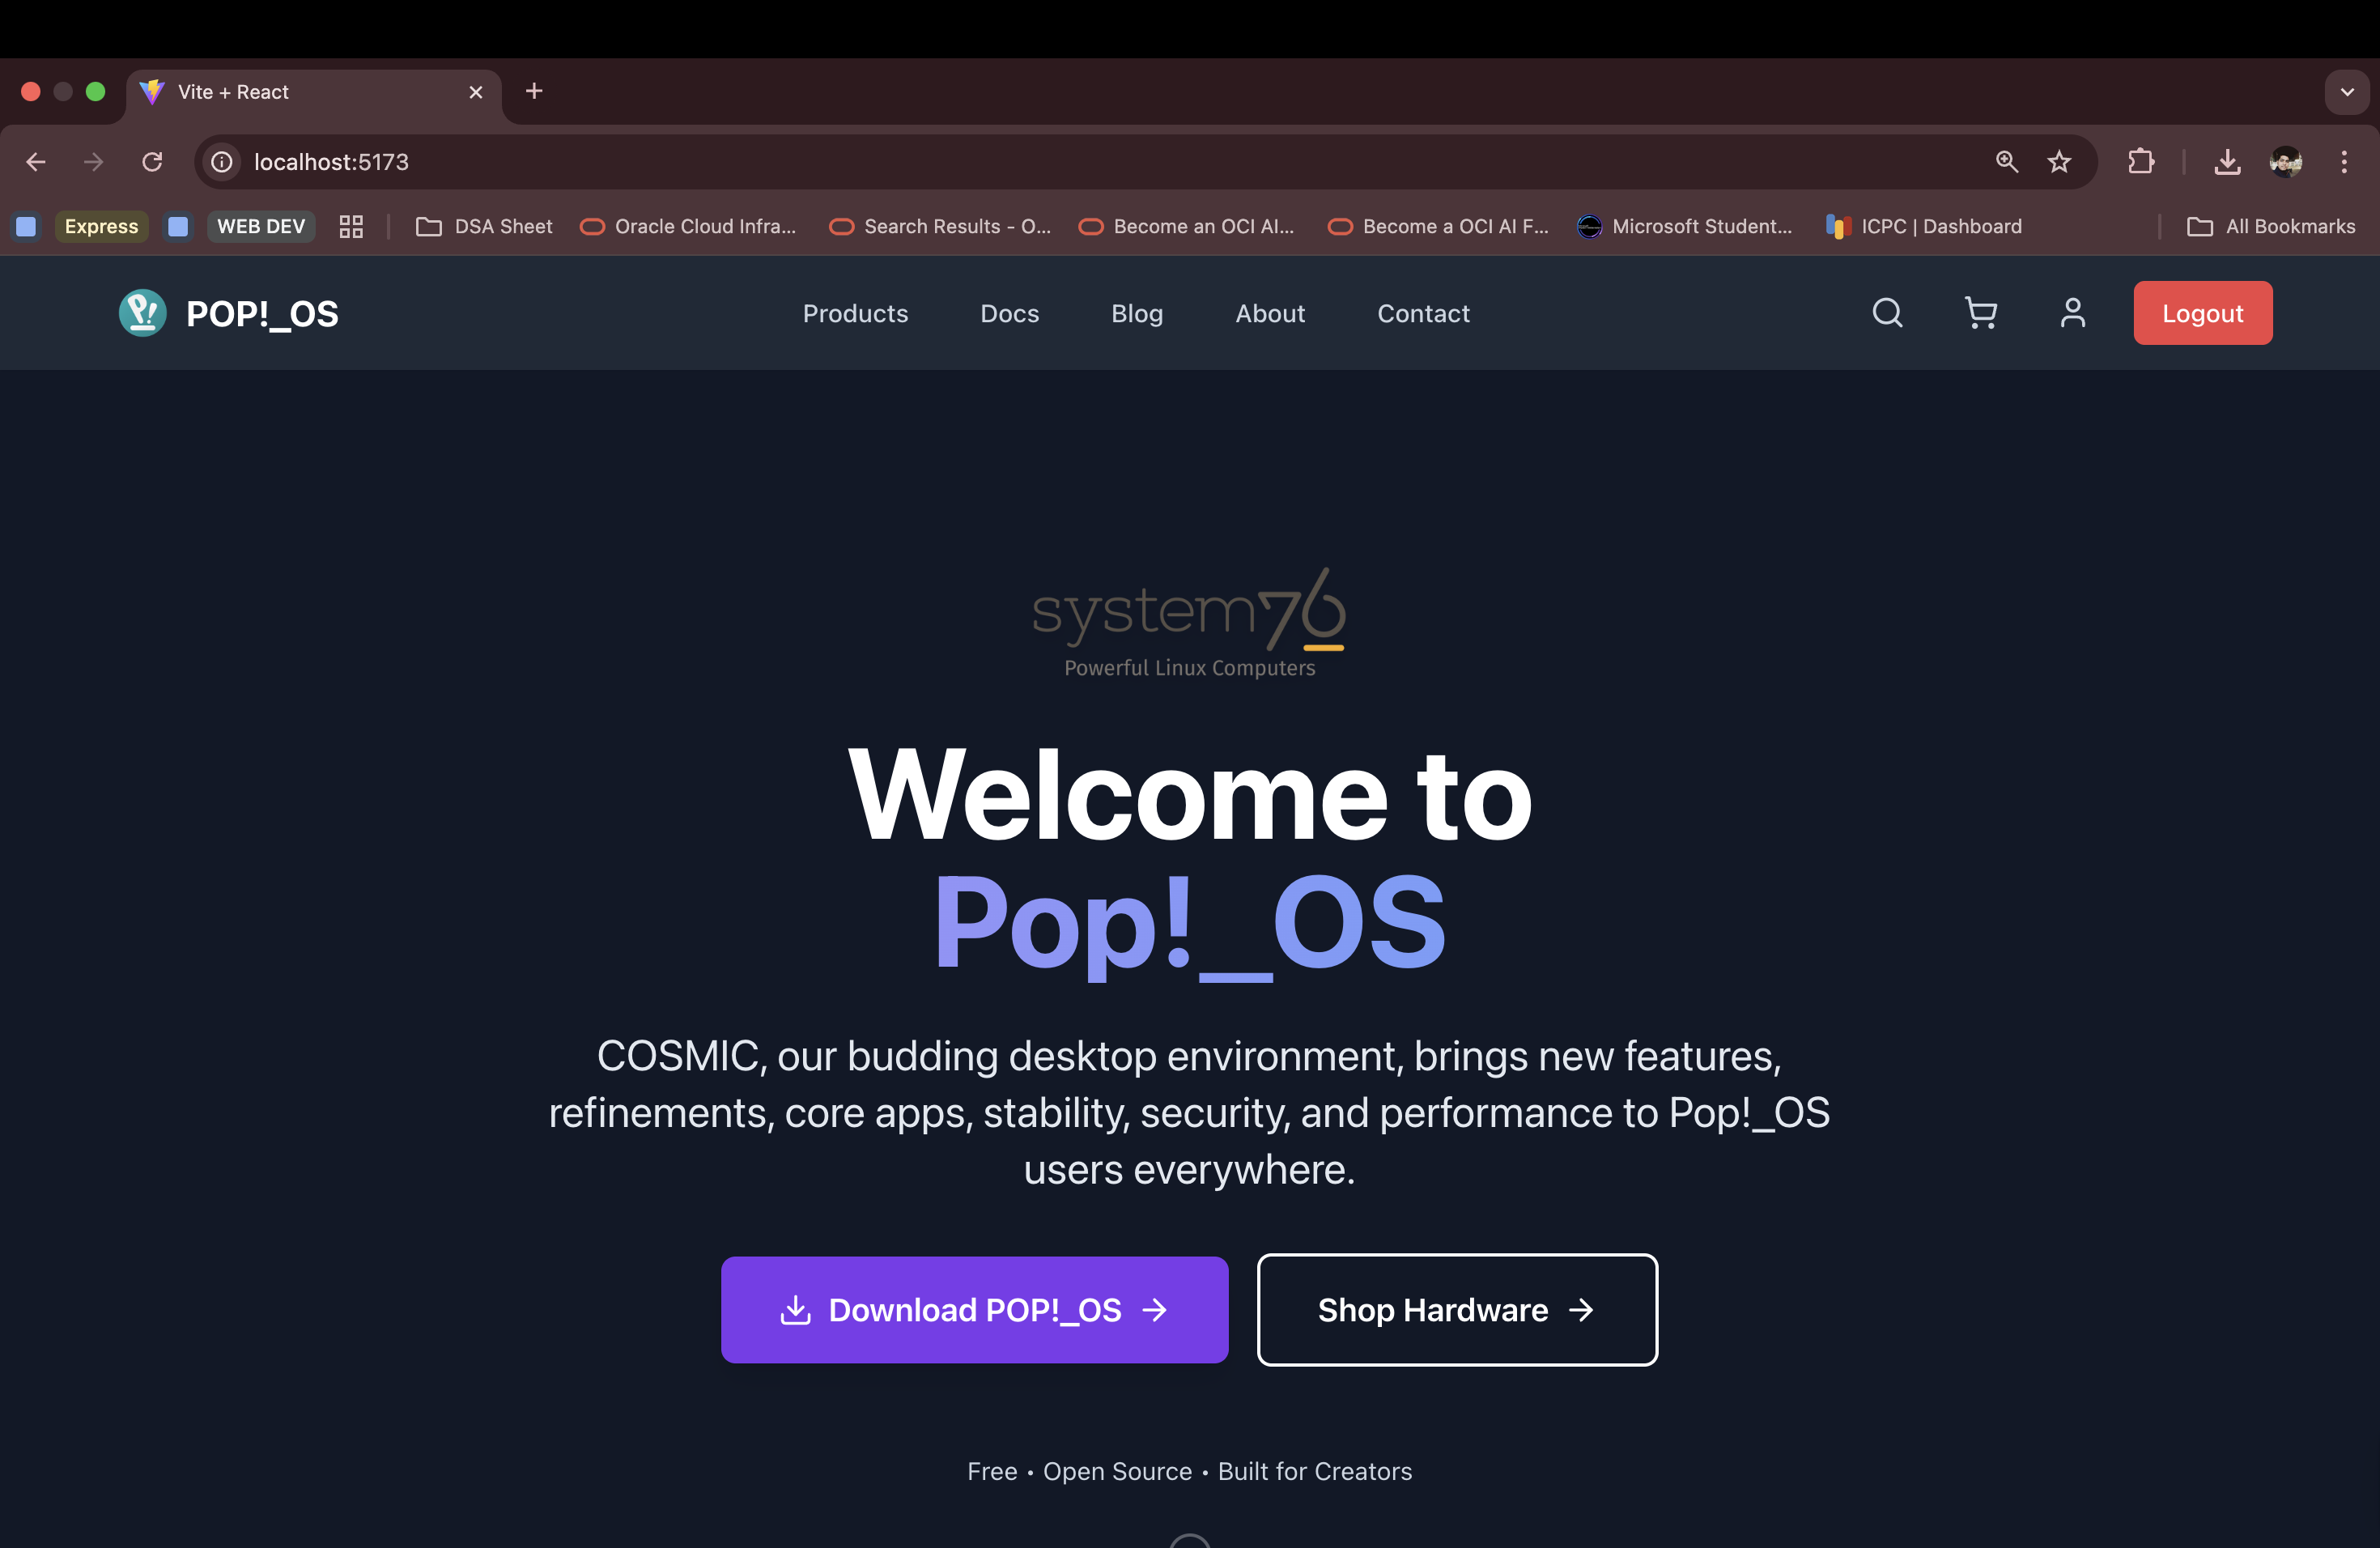 Vite + React
localhost:5173
Express
WEB DEV
DSA Sheet
Oracle Cloud Infra...
Search Results - O...
Become an OCI AI...
Become a OCI AI F...
Microsoft Student...
ICPC | Dashboard
All Bookmarks
POP!_OS
Products
Docs
Blog
About
Contact
Logout
system76
Powerful Linux Computers
Welcome to
Pop!_OS
COSMIC, our budding desktop environment, brings new features,
refinements, core apps, stability, security, and performance to Pop!_OS
users everywhere.
Download POP!_OS →
Shop Hardware →
Free • Open Source • Built for Creators